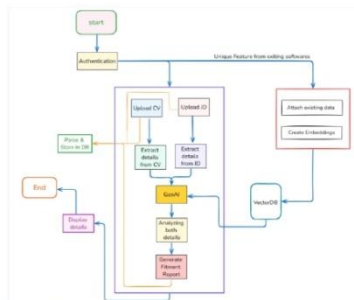 start
Authentication
Unique Feature from exiting softwares
Upload CV
Upload JD
Attach existing data
Create Embeddings
Parse &
Store in DB
Extract
details
from CV
Extract
details
from JD
End
GenAI
VectorDB
Display
details
Analyzing
both
details
Generate
Fitment
Report